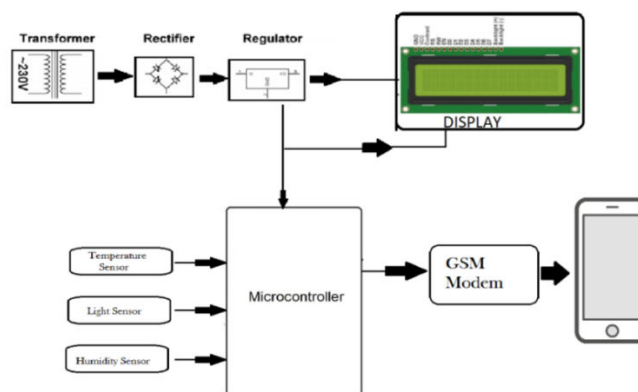 Transformer
Rectifier
Regulator
~230V
DISPLAY
Temperature
Sensor
Light Sensor
Humidity Sensor
Microcontroller
GSM
Modem